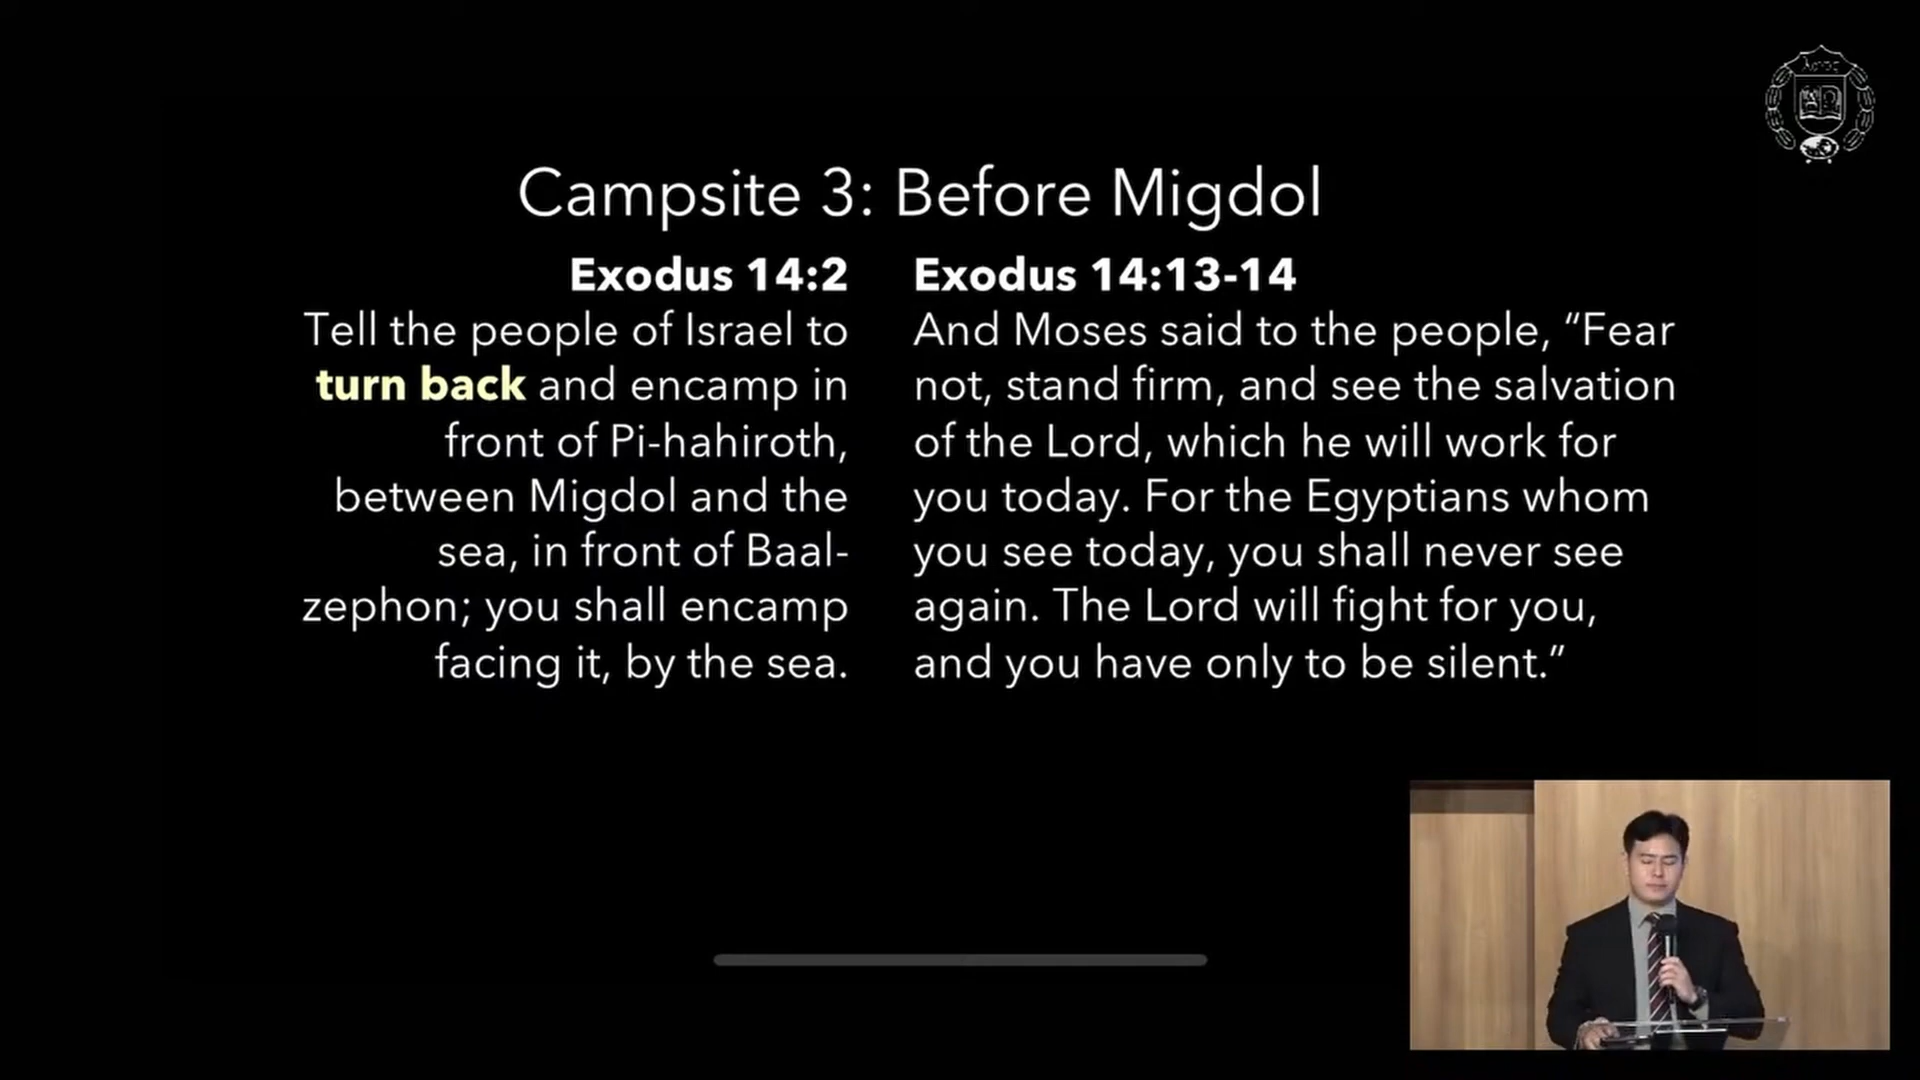 Campsite 3: Before Migdol
Exodus 14:2
Tell the people of Israel to
turn back and encamp in
front of Pi-hahiroth,
between Migdol and the
sea, in front of Baal-
zephon; you shall encamp
facing it, by the sea.
Exodus 14:13-14
And Moses said to the people, “Fear
not, stand firm, and see the salvation
of the Lord, which he will work for
you today. For the Egyptians whom
you see today, you shall never see
again. The Lord will fight for you,
and you have only to be silent.”